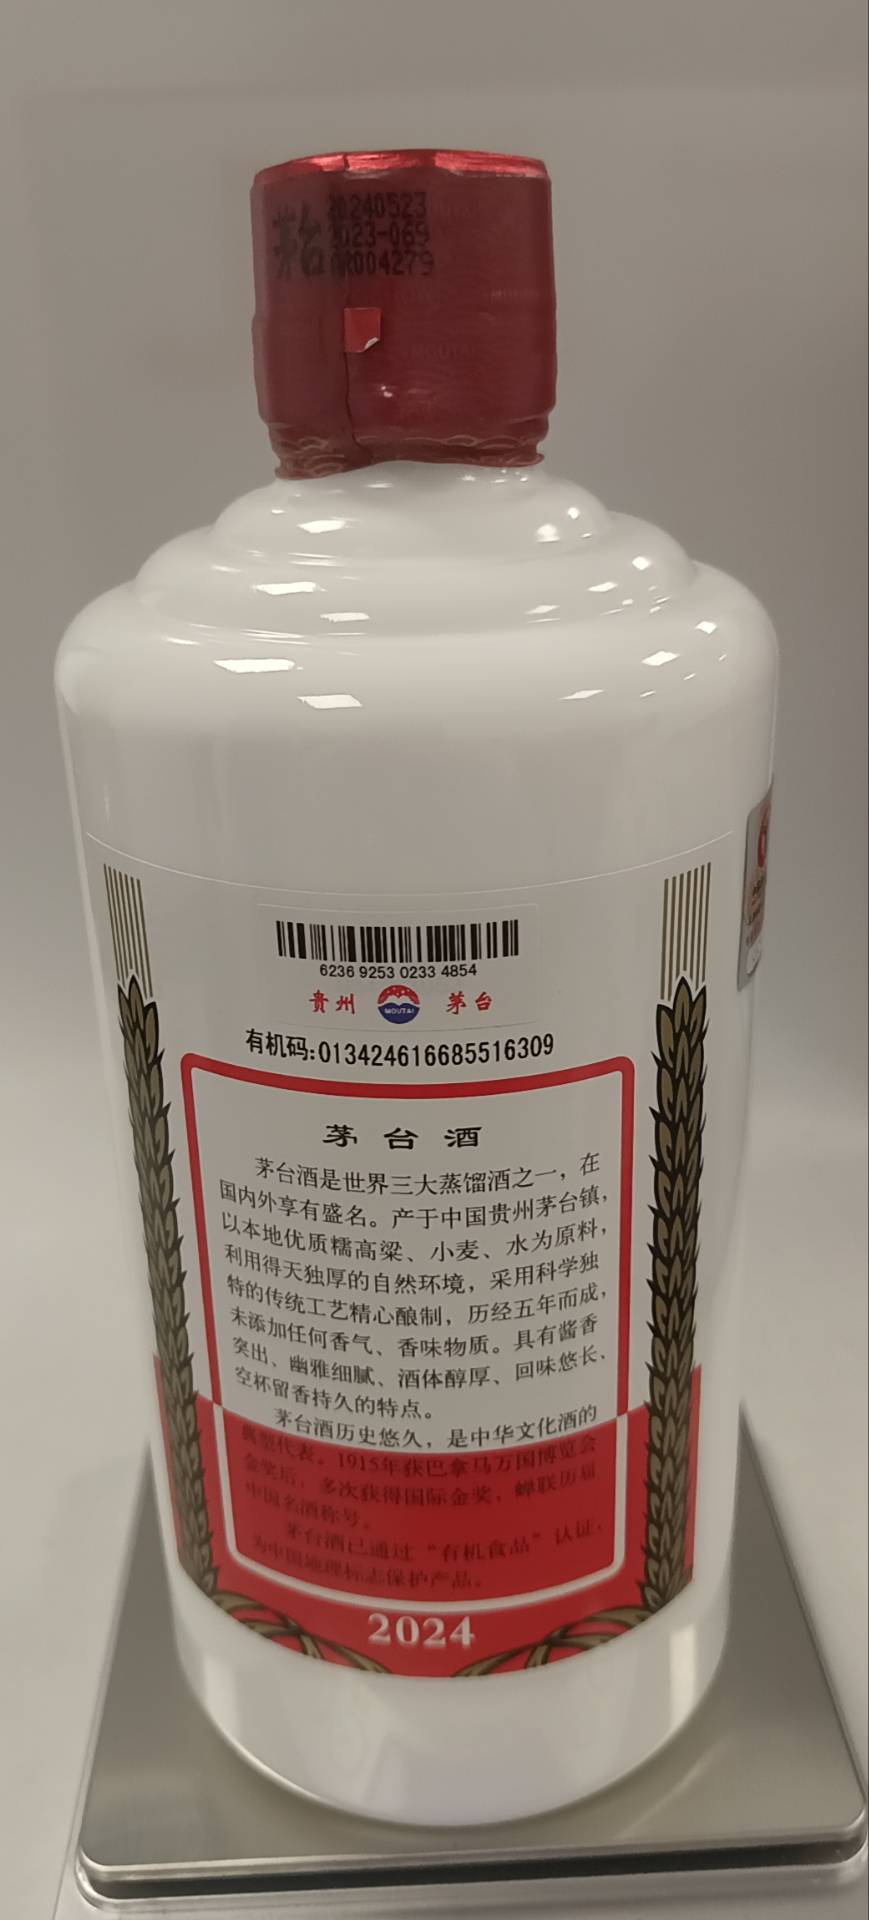 茅台
20240523
2023-069
AR004279
MOUTAI
6236 9253 0233 4854
贵州 MOUTAI 茅台
有机码:013424616685516309
茅台酒
茅台酒是世界三大蒸馏酒之一，在
国内外享有盛名。产于中国贵州茅台镇，
以本地优质糯高粱、小麦、水为原料，
利用得天独厚的自然环境，采用科学独
特的传统工艺精心酿制，历经五年而成，
未添加任何香气、香味物质。具有酱香
突出、幽雅细腻、酒体醇厚、回味悠长、
空杯留香持久的特点。
茅台酒历史悠久，是中华文化酒的
典型代表。1915年获巴拿马万国博览会
金奖后，多次获得国际金奖，蝉联历届
中国名酒称号。
茅台酒已通过“有机食品”认证，
为中国地理标志保护产品。
2024